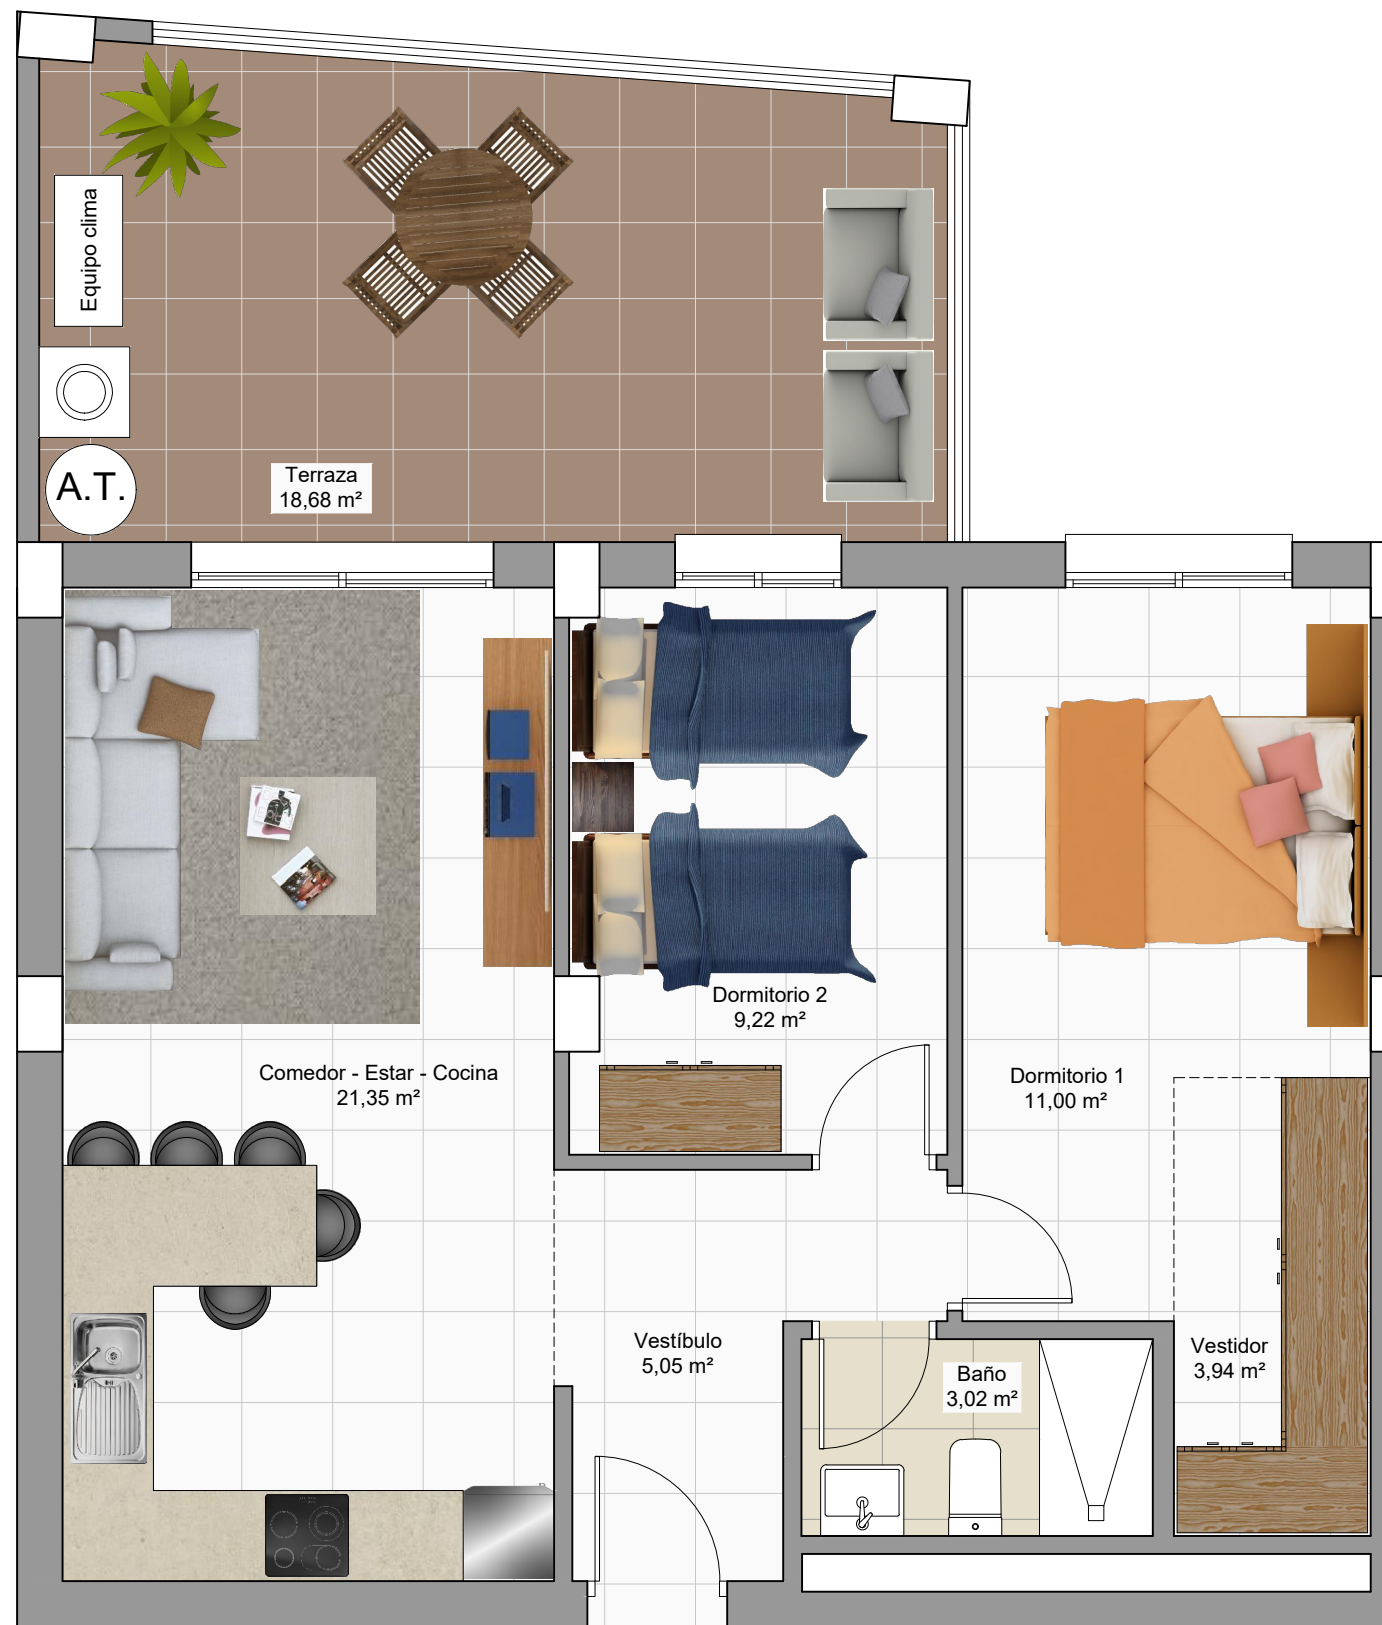 Equipo clima
A.T.
Terraza
18,68 m²
Dormitorio 2
9,22 m²
Comedor - Estar - Cocina
21,35 m²
Dormitorio 1
11,00 m²
Vestíbulo
5,05 m²
Baño
3,02 m²
Vestidor
3,94 m²